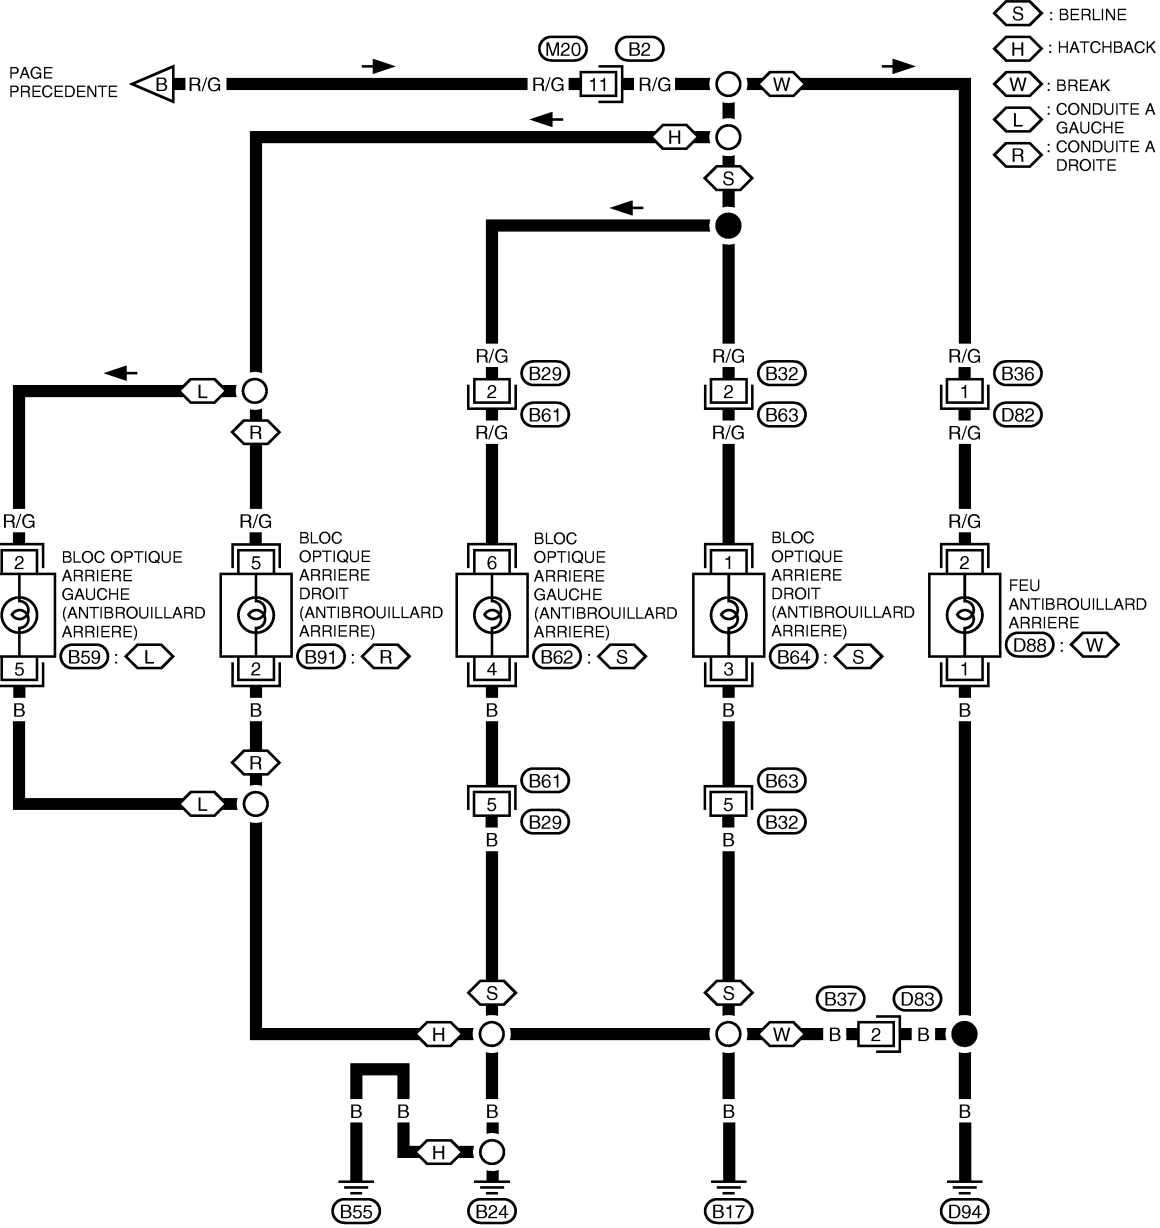 S : BERLINE
M20 B2
H : HATCHBACK
PAGE
PRECEDENTE
B R/G R/G 11 R/G W
W : BREAK
L : CONDUITE A
GAUCHE
H
R : CONDUITE A
DROITE
S
R/G R/G R/G
B29 B32 B36
L 2 2 1
B61 B63 D82
R R/G R/G R/G
R/G R/G R/G
2 5 6 1 2
BLOC OPTIQUE
ARRIERE
GAUCHE
(ANTIBROUILLARD
ARRIERE)
B59 : L
BLOC
OPTIQUE
ARRIERE
DROIT
(ANTIBROUILLARD
ARRIERE)
B91 : R
BLOC
OPTIQUE
ARRIERE
GAUCHE
(ANTIBROUILLARD
ARRIERE)
B62 : S
BLOC
OPTIQUE
ARRIERE
DROIT
(ANTIBROUILLARD
ARRIERE)
B64 : S
FEU
ANTIBROUILLARD
ARRIERE
D88 : W
5 2 4 3 1
B B B B B
R
B61 B63
L 5 5
B29 B32
B B
S S B37 D83
H W B 2 B
B B B B B
H
B55 B24 B17 D94